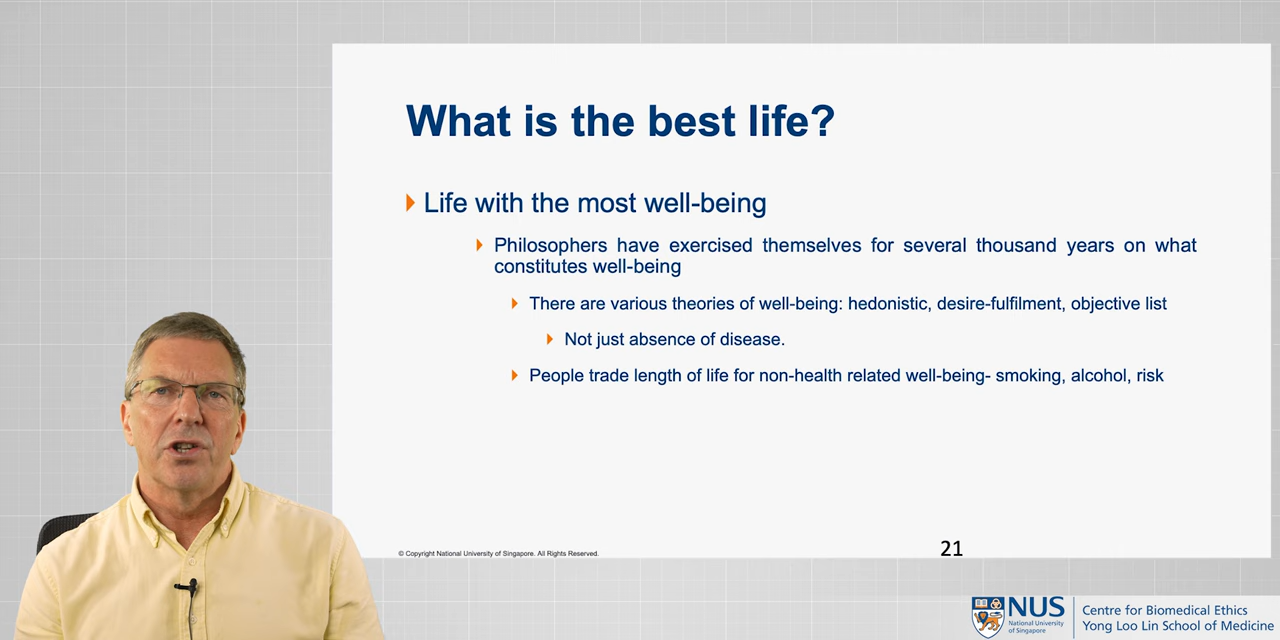 What is the best life?
Life with the most well-being
Philosophers have exercised themselves for several thousand years on what
constitutes well-being
There are various theories of well-being: hedonistic, desire-fulfilment, objective list
Not just absence of disease.
People trade length of life for non-health related well-being- smoking, alcohol, risk
© Copyright National University of Singapore. All Rights Reserved.
21
NUS
National University
of Singapore
Centre for Biomedical Ethics
Yong Loo Lin School of Medicine